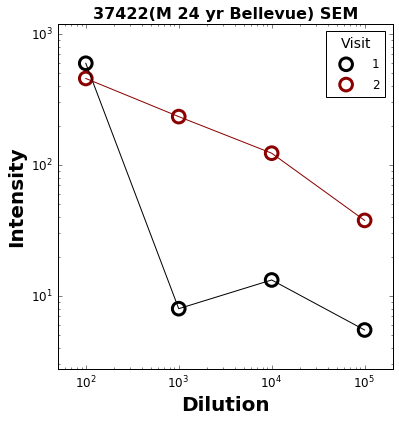 37422(M 24 yr Bellevue) SEM
Visit
1
2
10³
10²
10¹
Intensity
10² 10³ 10⁴ 10⁵
Dilution